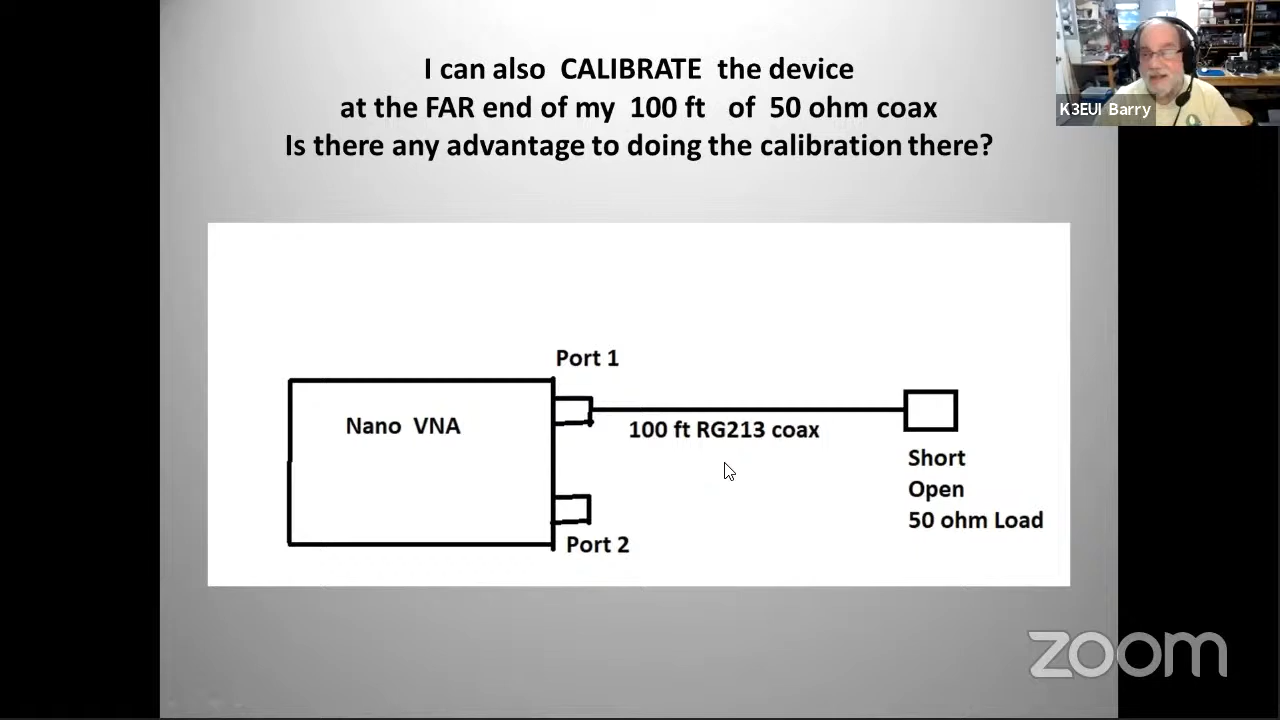 I can also CALIBRATE the device
at the FAR end of my 100 ft of 50 ohm coax
Is there any advantage to doing the calibration there?
K3EUI Barry
Port 1
Nano VNA
100 ft RG213 coax
Short
Open
50 ohm Load
Port 2
zoom